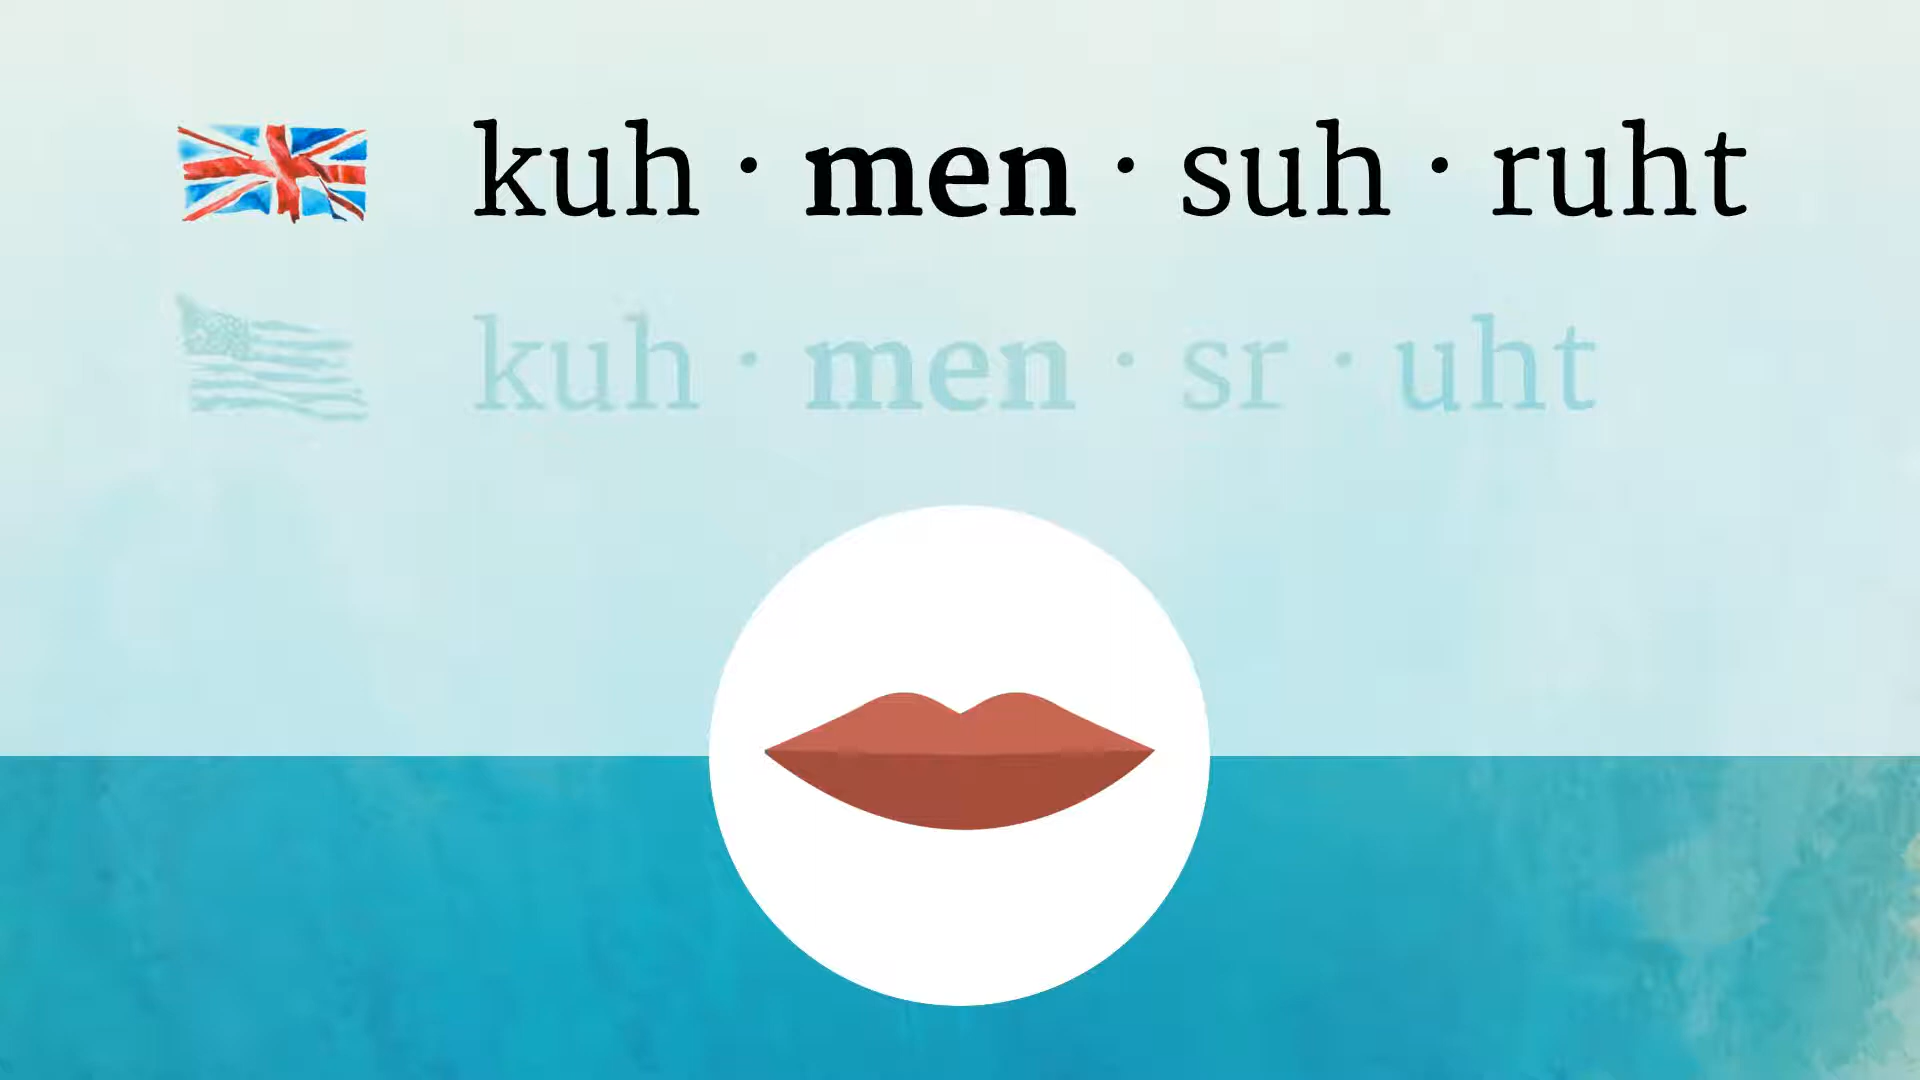 kuh · men · suh · ruht
kuh · men · sr · uht